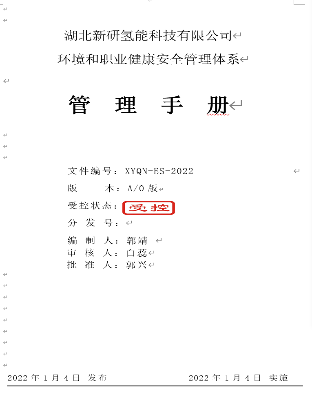 湖北新研氢能科技有限公司
环境和职业健康安全管理体系
管 理 手 册
文件编号：XYQN-ES-2022
版 本：A/0 版
受控状态：受控
分 发 号：
编 制 人：郭靖
审 核 人：白蕊
批 准 人：郭兴
2022 年 1 月 4 日 发布 2022 年 1 月 4 日 实施